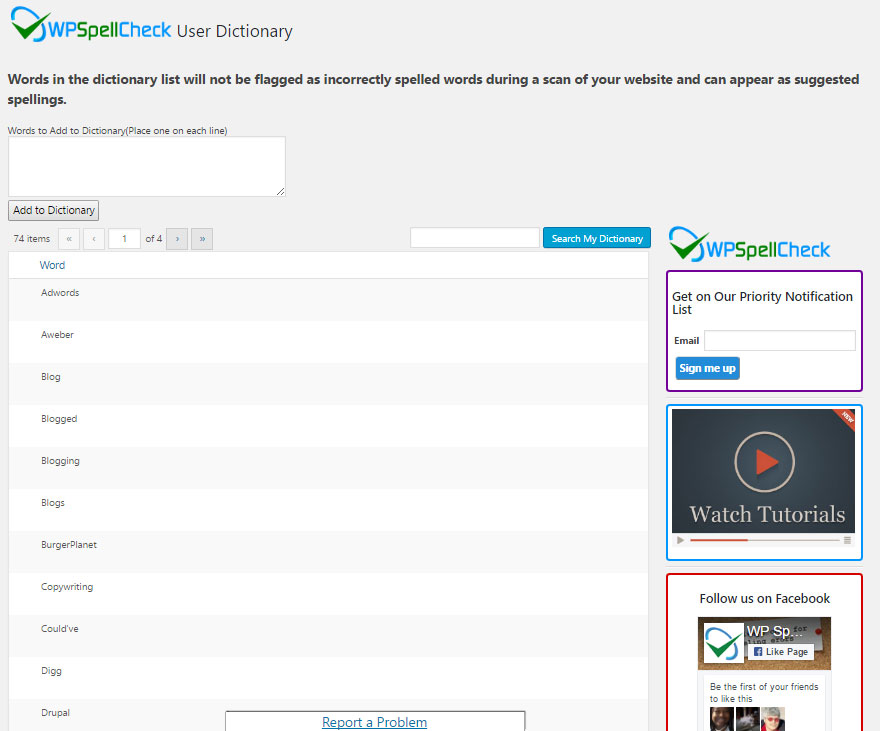 WPSpellCheck User Dictionary
Words in the dictionary list will not be flagged as incorrectly spelled words during a scan of your website and can appear as suggested
spellings.
Words to Add to Dictionary(Place one on each line)
Add to Dictionary
74 items « ‹ 1 of 4 › »
Search My Dictionary
Word
Adwords
Aweber
Blog
Blogged
Blogging
Blogs
BurgerPlanet
Copywriting
Could've
Digg
Drupal
Report a Problem
WPSpellCheck
Get on Our Priority Notification
List
Email
Sign me up
NEW
Watch Tutorials
Follow us on Facebook
WP Sp...
Like Page
Be the first of your friends
to like this